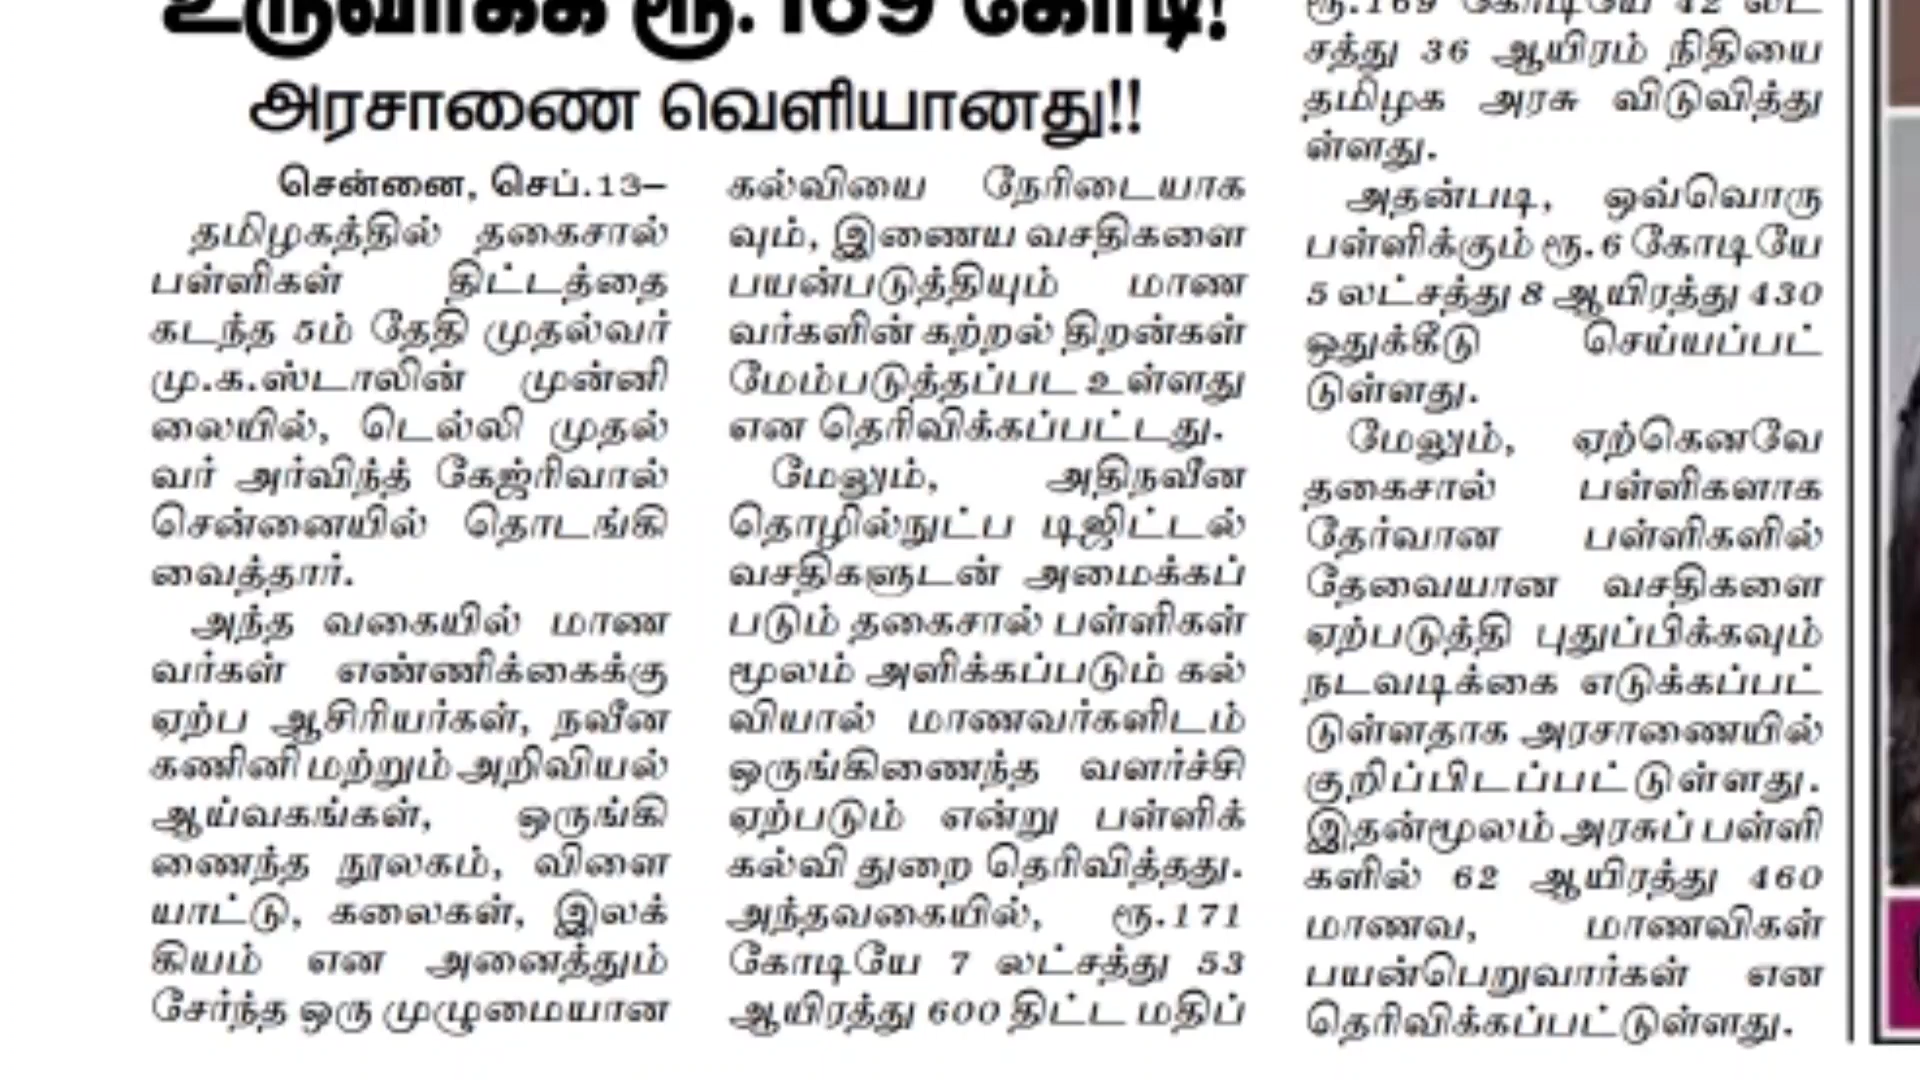 உருவாக்க ரூ.169 கோடி!
அரசாணை வெளியானது!!
சென்னை, செப்.13–
தமிழகத்தில் தகைசால்
பள்ளிகள் திட்டத்தை
கடந்த 5ம் தேதி முதல்வர்
மு.க.ஸ்டாலின் முன்னி
லையில், டெல்லி முதல்
வர் அர்விந்த் கேஜ்ரிவால்
சென்னையில் தொடங்கி
வைத்தார்.
அந்த வகையில் மாண
வர்கள் எண்ணிக்கைக்கு
ஏற்ப ஆசிரியர்கள், நவீன
கணினி மற்றும் அறிவியல்
ஆய்வகங்கள், ஒருங்கி
ணைந்த நூலகம், விளை
யாட்டு, கலைகள், இலக்
கியம் என அனைத்தும்
சேர்ந்த ஒரு முழுமையான
கல்வியை நேரிடையாக
வும், இணைய வசதிகளை
பயன்படுத்தியும் மாண
வர்களின் கற்றல் திறன்கள்
மேம்படுத்தப்பட உள்ளது
என தெரிவிக்கப்பட்டது.
மேலும், அதிநவீன
தொழில்நுட்ப டிஜிட்டல்
வசதிகளுடன் அமைக்கப்
படும் தகைசால் பள்ளிகள்
மூலம் அளிக்கப்படும் கல்
வியால் மாணவர்களிடம்
ஒருங்கிணைந்த வளர்ச்சி
ஏற்படும் என்று பள்ளிக்
கல்வி துறை தெரிவித்தது.
அந்தவகையில், ரூ.171
கோடியே 7 லட்சத்து 53
ஆயிரத்து 600 திட்ட மதிப்
ரூ.169 கோடியே 42 லட்
சத்து 36 ஆயிரம் நிதியை
தமிழக அரசு விடுவித்து
ள்ளது.
அதன்படி, ஒவ்வொரு
பள்ளிக்கும் ரூ.6 கோடியே
5 லட்சத்து 8 ஆயிரத்து 430
ஒதுக்கீடு செய்யப்பட்
டுள்ளது.
மேலும், ஏற்கெனவே
தகைசால் பள்ளிகளாக
தேர்வான பள்ளிகளில்
தேவையான வசதிகளை
ஏற்படுத்தி புதுப்பிக்கவும்
நடவடிக்கை எடுக்கப்பட்
டுள்ளதாக அரசாணையில்
குறிப்பிடப்பட்டுள்ளது.
இதன்மூலம் அரசுப் பள்ளி
களில் 62 ஆயிரத்து 460
மாணவ, மாணவிகள்
பயன்பெறுவார்கள் என
தெரிவிக்கப்பட்டுள்ளது.